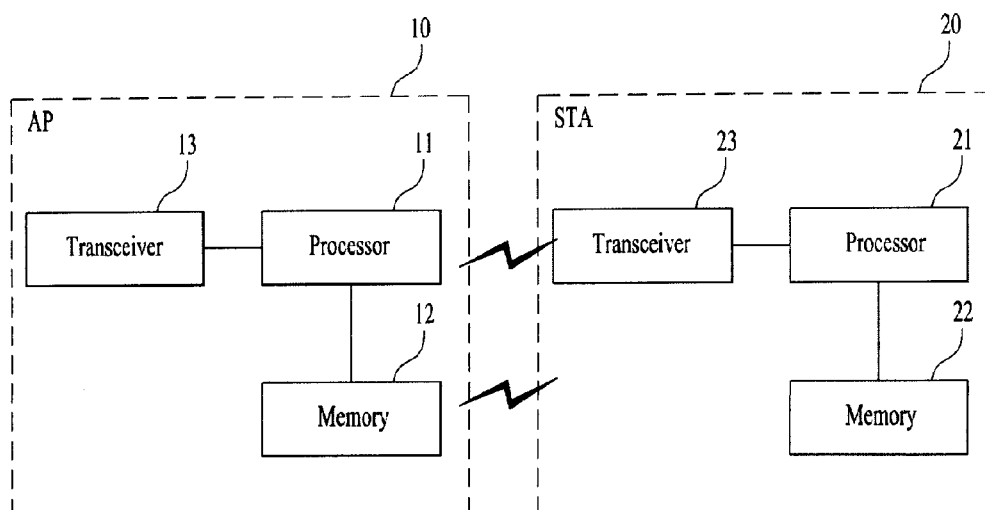 10
20
AP
STA
13
11
23
21
Transceiver
Processor
Transceiver
Processor
12
22
Memory
Memory